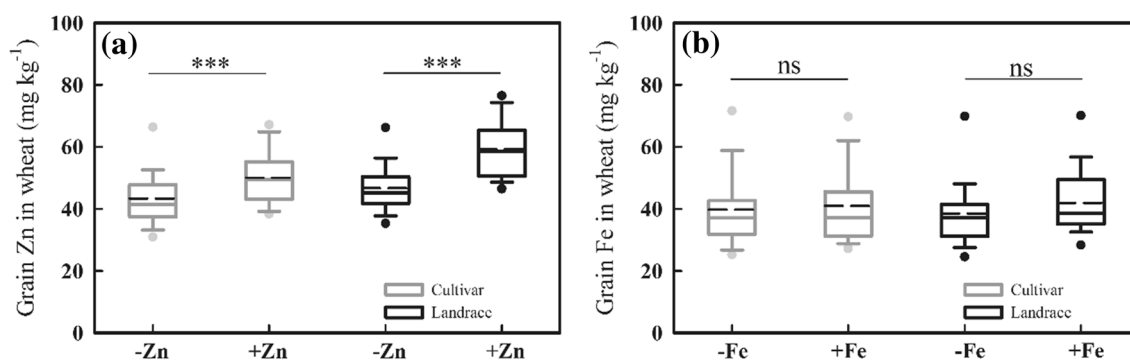 (a)
Grain Zn in wheat (mg kg-1)
100
80
60
40
20
0
***
***
Cultivar
Landrace
-Zn +Zn -Zn +Zn
(b)
Grain Fe in wheat (mg kg-1)
100
80
60
40
20
0
ns
ns
Cultivar
Landrace
-Fe +Fe -Fe +Fe